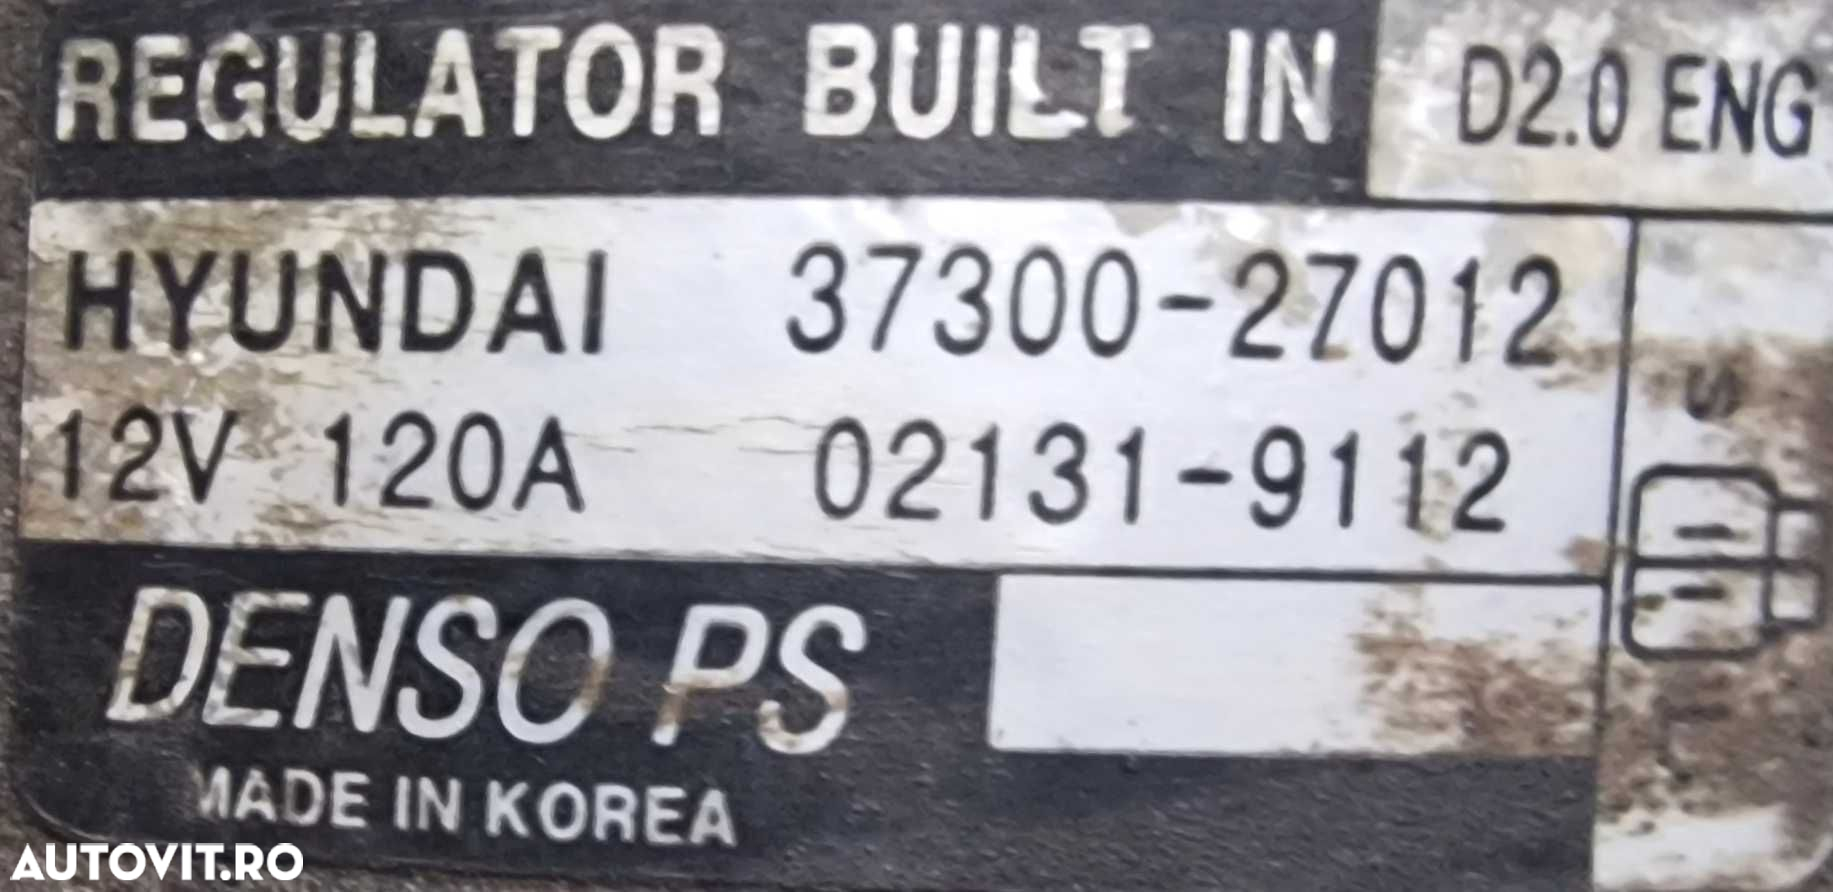 REGULATOR BUILT IN D2.0 ENG
HYUNDAI 37300-27012
S
12V 120A 02131-9112
DENSO PS
L
MADE IN KOREA
AUTOVIT.RO